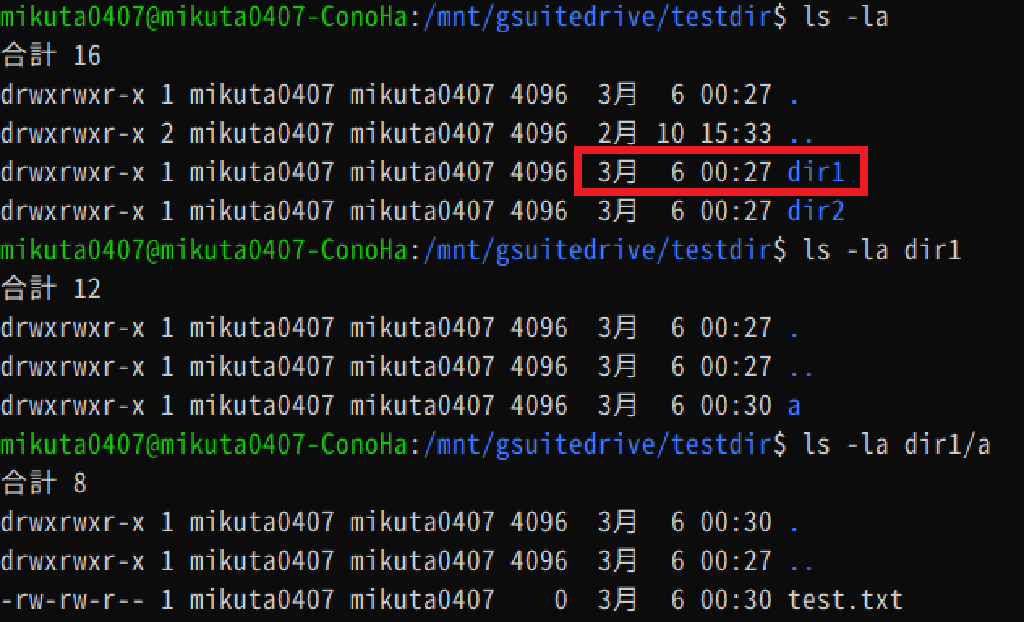 mikuta0407@mikuta0407-ConoHa:/mnt/gsuitedrive/testdir$ ls -la
合計 16
drwxrwxr-x 1 mikuta0407 mikuta0407 4096  3月  6 00:27 .
drwxrwxr-x 2 mikuta0407 mikuta0407 4096  2月 10 15:33 ..
drwxrwxr-x 1 mikuta0407 mikuta0407 4096  3月  6 00:27 dir1
drwxrwxr-x 1 mikuta0407 mikuta0407 4096  3月  6 00:27 dir2
mikuta0407@mikuta0407-ConoHa:/mnt/gsuitedrive/testdir$ ls -la dir1
合計 12
drwxrwxr-x 1 mikuta0407 mikuta0407 4096  3月  6 00:27 .
drwxrwxr-x 1 mikuta0407 mikuta0407 4096  3月  6 00:27 ..
drwxrwxr-x 1 mikuta0407 mikuta0407 4096  3月  6 00:30 a
mikuta0407@mikuta0407-ConoHa:/mnt/gsuitedrive/testdir$ ls -la dir1/a
合計 8
drwxrwxr-x 1 mikuta0407 mikuta0407 4096  3月  6 00:30 .
drwxrwxr-x 1 mikuta0407 mikuta0407 4096  3月  6 00:27 ..
-rw-rw-r-- 1 mikuta0407 mikuta0407    0  3月  6 00:30 test.txt